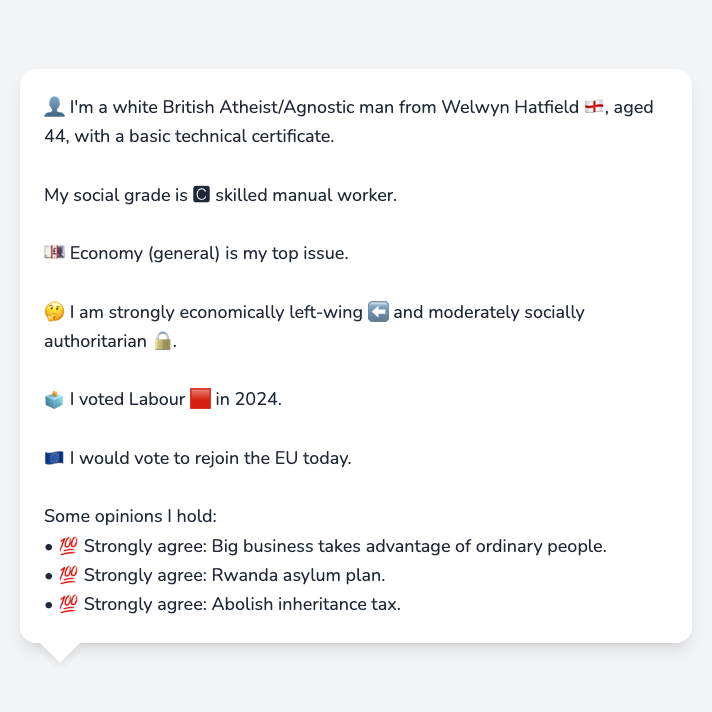 👤 I'm a white British Atheist/Agnostic man from Welwyn Hatfield 🏴󠁧󠁢󠁥󠁮󠁧󠁿, aged
44, with a basic technical certificate.
My social grade is 🅲 skilled manual worker.
💷 Economy (general) is my top issue.
🤔 I am strongly economically left-wing ⬅️ and moderately socially
authoritarian 🔒.
🗳️ I voted Labour 🟥 in 2024.
🇪🇺 I would vote to rejoin the EU today.
Some opinions I hold:
• 💯 Strongly agree: Big business takes advantage of ordinary people.
• 💯 Strongly agree: Rwanda asylum plan.
• 💯 Strongly agree: Abolish inheritance tax.